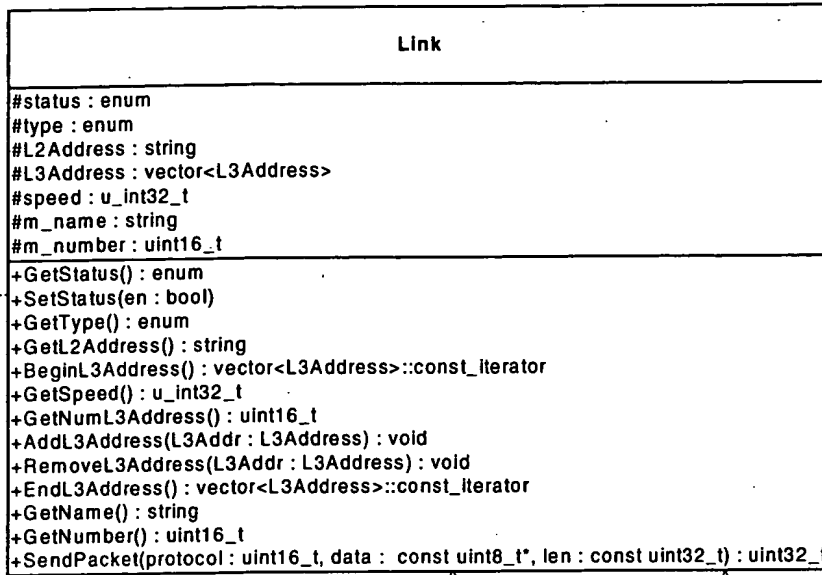 Link
#status : enum
#type : enum
#L2Address : string
#L3Address : vector<L3Address>
#speed : u_int32_t
#m_name : string
#m_number : uint16_t
+GetStatus() : enum
+SetStatus(en : bool)
+GetType() : enum
+GetL2Address() : string
+BeginL3Address() : vector<L3Address>::const_iterator
+GetSpeed() : u_int32_t
+GetNumL3Address() : uint16_t
+AddL3Address(L3Addr : L3Address) : void
+RemoveL3Address(L3Addr : L3Address) : void
+EndL3Address() : vector<L3Address>::const_iterator
+GetName() : string
+GetNumber() : uint16_t
+SendPacket(protocol : uint16_t, data : const uint8_t*, len : const uint32_t) : uint32_t